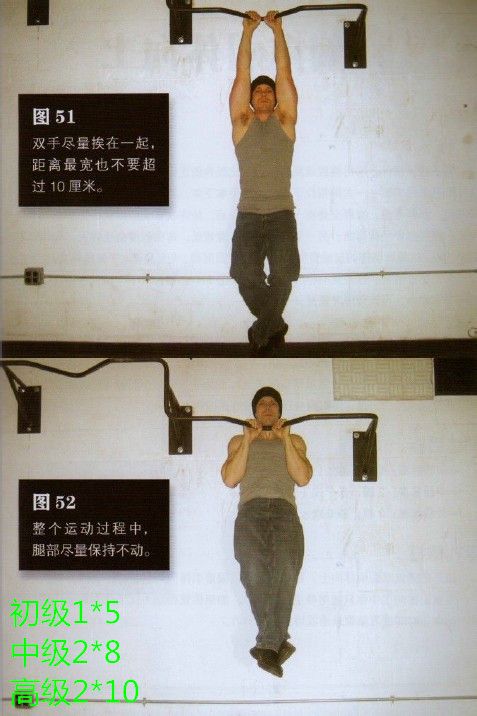 图 51
双手尽量挨在一起，
距离最宽也不要超
过 10 厘米。
图 52
整个运动过程中，
腿部尽量保持不动。
初级1*5
中级2*8
高级2*10